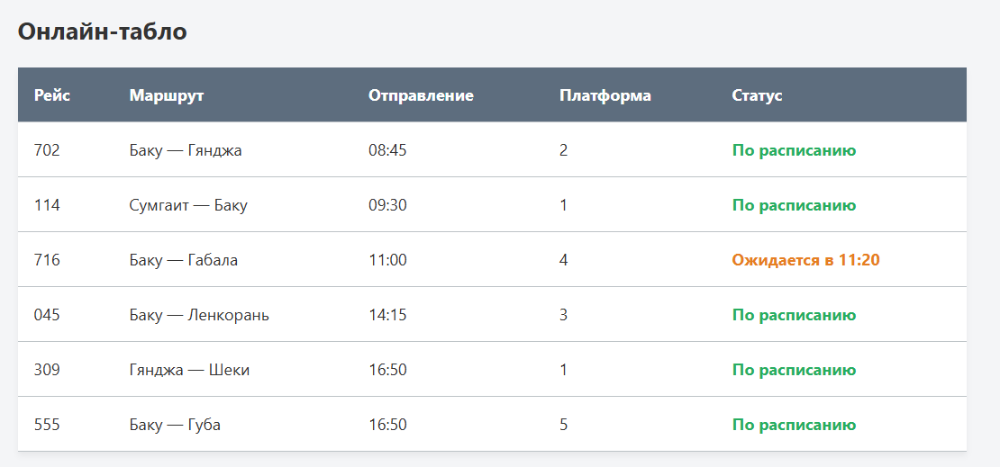 Онлайн-табло
Рейс Маршрут Отправление Платформа Статус
702 Баку — Гянджа 08:45 2 По расписанию
114 Сумгаит — Баку 09:30 1 По расписанию
716 Баку — Габала 11:00 4 Ожидается в 11:20
045 Баку — Ленкорань 14:15 3 По расписанию
309 Гянджа — Шеки 16:50 1 По расписанию
555 Баку — Губа 16:50 5 По расписанию